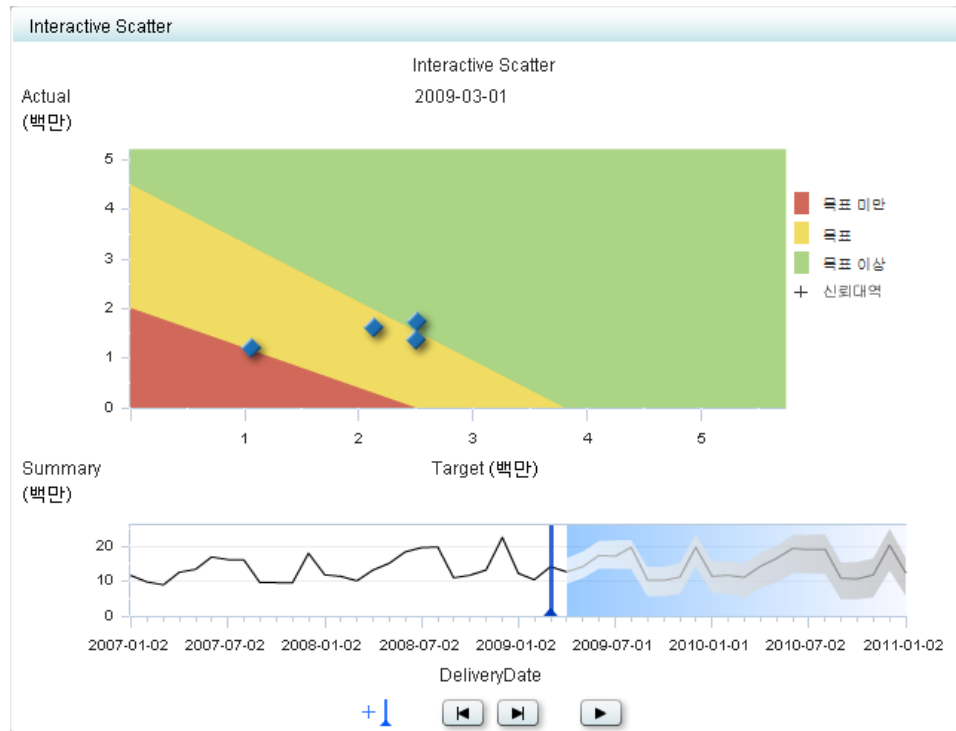 Interactive Scatter
Interactive Scatter
Actual
(백만)
2009-03-01
5
4
3
2
1
0
1 2 3 4 5
목표 미만
목표
목표 이상
신뢰대역
Target (백만)
Summary
(백만)
20
10
0
2007-01-02 2007-07-02 2008-01-02 2008-07-02 2009-01-02 2009-07-01 2010-01-01 2010-07-02 2011-01-02
DeliveryDate